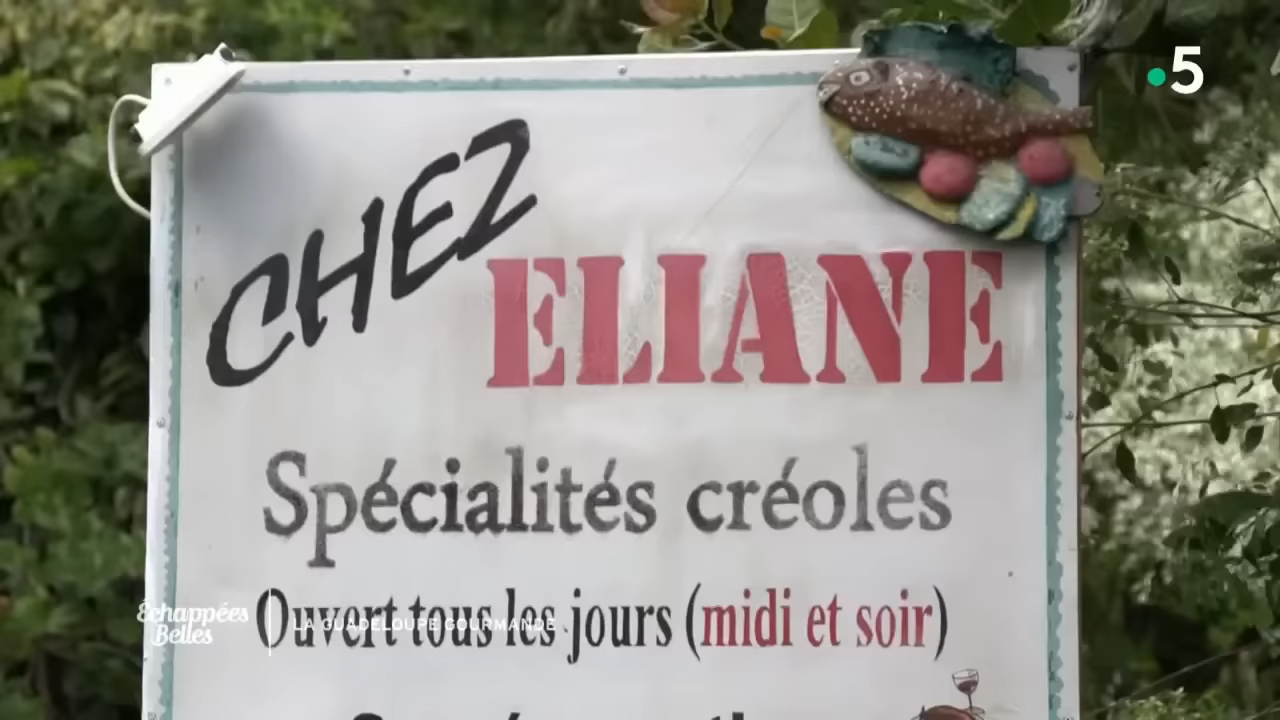 5
CHEZ
ELIANE
Spécialités créoles
Ouvert tous les jours (midi et soir)
Échappées
Belles
LA GUADELOUPE GOURMANDE